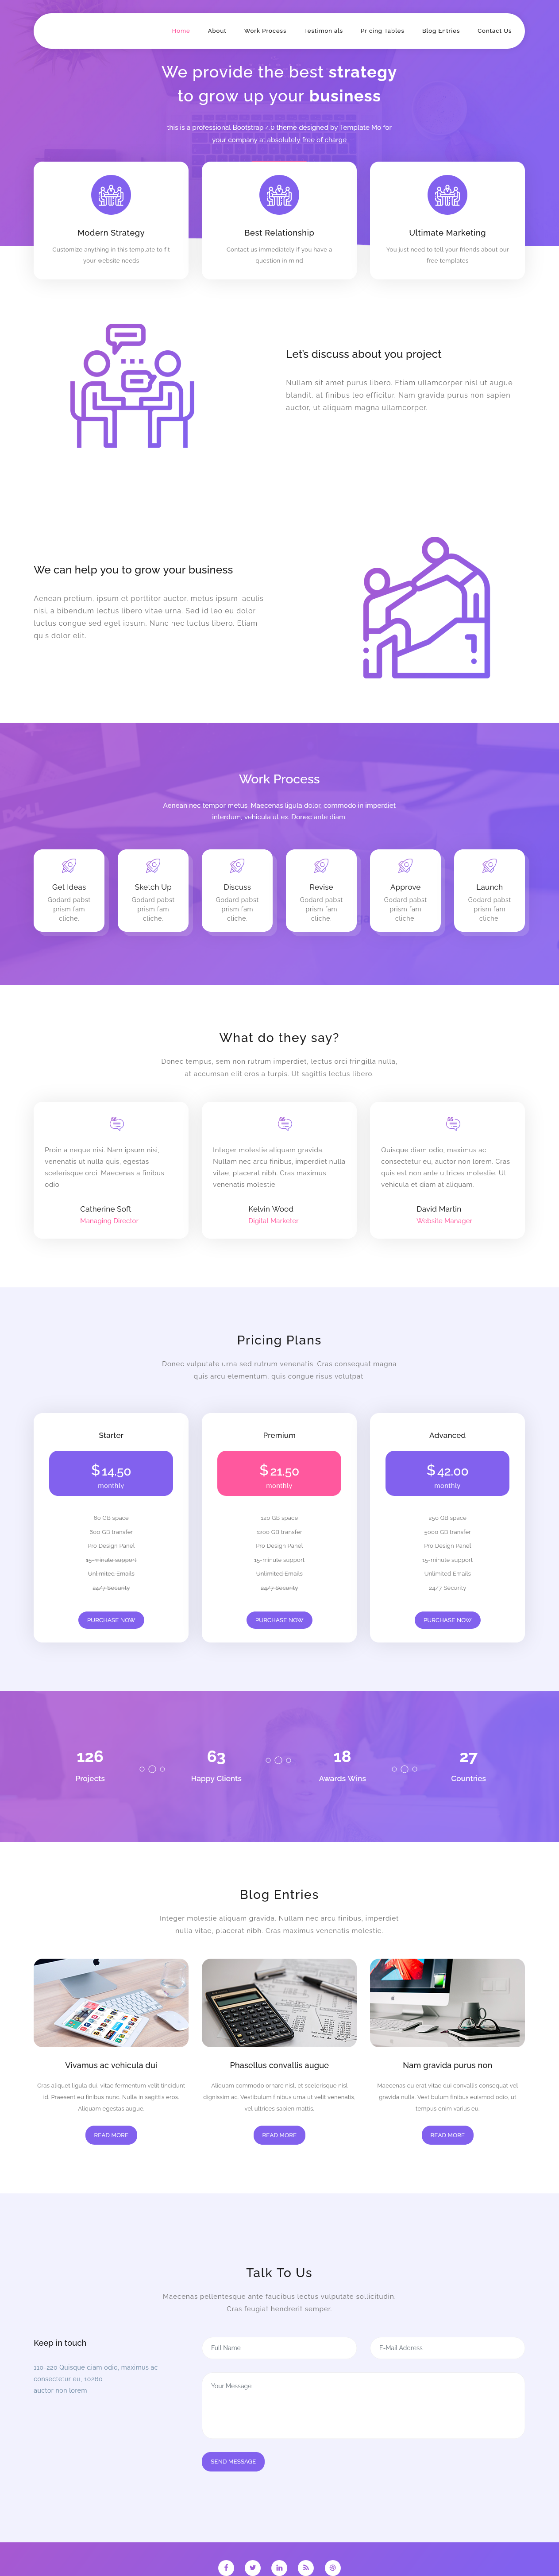 Home About Work Process Testimonials Pricing Tables Blog Entries Contact Us
We provide the best strategy
to grow up your business
this is a professional Bootstrap 4.0 theme designed by Template Mo for
your company at absolutely free of charge
Modern Strategy
Customize anything in this template to fit
your website needs
Best Relationship
Contact us immediately if you have a
question in mind
Ultimate Marketing
You just need to tell your friends about our
free templates
Let's discuss about you project
Nullam sit amet purus libero. Etiam ullamcorper nisl ut augue
blandit, at finibus leo efficitur. Nam gravida purus non sapien
auctor, ut aliquam magna ullamcorper.
We can help you to grow your business
Aenean pretium, ipsum et porttitor auctor, metus ipsum iaculis
nisi, a bibendum lectus libero vitae urna. Sed id leo eu dolor
luctus congue sed eget ipsum. Nunc nec luctus libero. Etiam
quis dolor elit.
DELL
Work Process
Aenean nec tempor metus. Maecenas ligula dolor, commodo in imperdiet
interdum, vehicula ut ex. Donec ante diam.
Get Ideas
Godard pabst
prism fam
cliche.
Sketch Up
Godard pabst
prism fam
cliche.
Discuss
Godard pabst
prism fam
cliche.
Revise
Godard pabst
prism fam
cliche.
Approve
Godard pabst
prism fam
cliche.
Launch
Godard pabst
prism fam
cliche.
What do they say?
Donec tempus, sem non rutrum imperdiet, lectus orci fringilla nulla,
at accumsan elit eros a turpis. Ut sagittis lectus libero.
Proin a neque nisi. Nam ipsum nisi,
venenatis ut nulla quis, egestas
scelerisque orci. Maecenas a finibus
odio.
Catherine Soft
Managing Director
Integer molestie aliquam gravida.
Nullam nec arcu finibus, imperdiet nulla
vitae, placerat nibh. Cras maximus
venenatis molestie.
Kelvin Wood
Digital Marketer
Quisque diam odio, maximus ac
consectetur eu, auctor non lorem. Cras
quis est non ante ultrices molestie. Ut
vehicula et diam at aliquam.
David Martin
Website Manager
Pricing Plans
Donec vulputate urna sed rutrum venenatis. Cras consequat magna
quis arcu elementum, quis congue risus volutpat.
Starter
$ 14.50
monthly
60 GB space
600 GB transfer
Pro Design Panel
15-minute support
Unlimited Emails
24/7 Security
PURCHASE NOW
Premium
$ 21.50
monthly
120 GB space
1200 GB transfer
Pro Design Panel
15-minute support
Unlimited Emails
24/7 Security
PURCHASE NOW
Advanced
$ 42.00
monthly
250 GB space
5000 GB transfer
Pro Design Panel
15-minute support
Unlimited Emails
24/7 Security
PURCHASE NOW
126
Projects
63
Happy Clients
18
Awards Wins
27
Countries
Blog Entries
Integer molestie aliquam gravida. Nullam nec arcu finibus, imperdiet
nulla vitae, placerat nibh. Cras maximus venenatis molestie.
Vivamus ac vehicula dui
Cras aliquet ligula dui, vitae fermentum velit tincidunt
id. Praesent eu finibus nunc. Nulla in sagittis eros.
Aliquam egestas augue.
READ MORE
Phasellus convallis augue
Aliquam commodo ornare nisl, et scelerisque nisl
dignissim ac. Vestibulum finibus urna ut velit venenatis,
vel ultrices sapien mattis.
READ MORE
Nam gravida purus non
Maecenas eu erat vitae dui convallis consequat vel
gravida nulla. Vestibulum finibus euismod odio, ut
tempus enim varius eu.
READ MORE
Talk To Us
Maecenas pellentesque ante faucibus lectus vulputate sollicitudin.
Cras feugiat hendrerit semper.
Keep in touch
110-220 Quisque diam odio, maximus ac
consectetur eu, 10260
auctor non lorem.
Full Name
E-Mail Address
Your Message
SEND MESSAGE